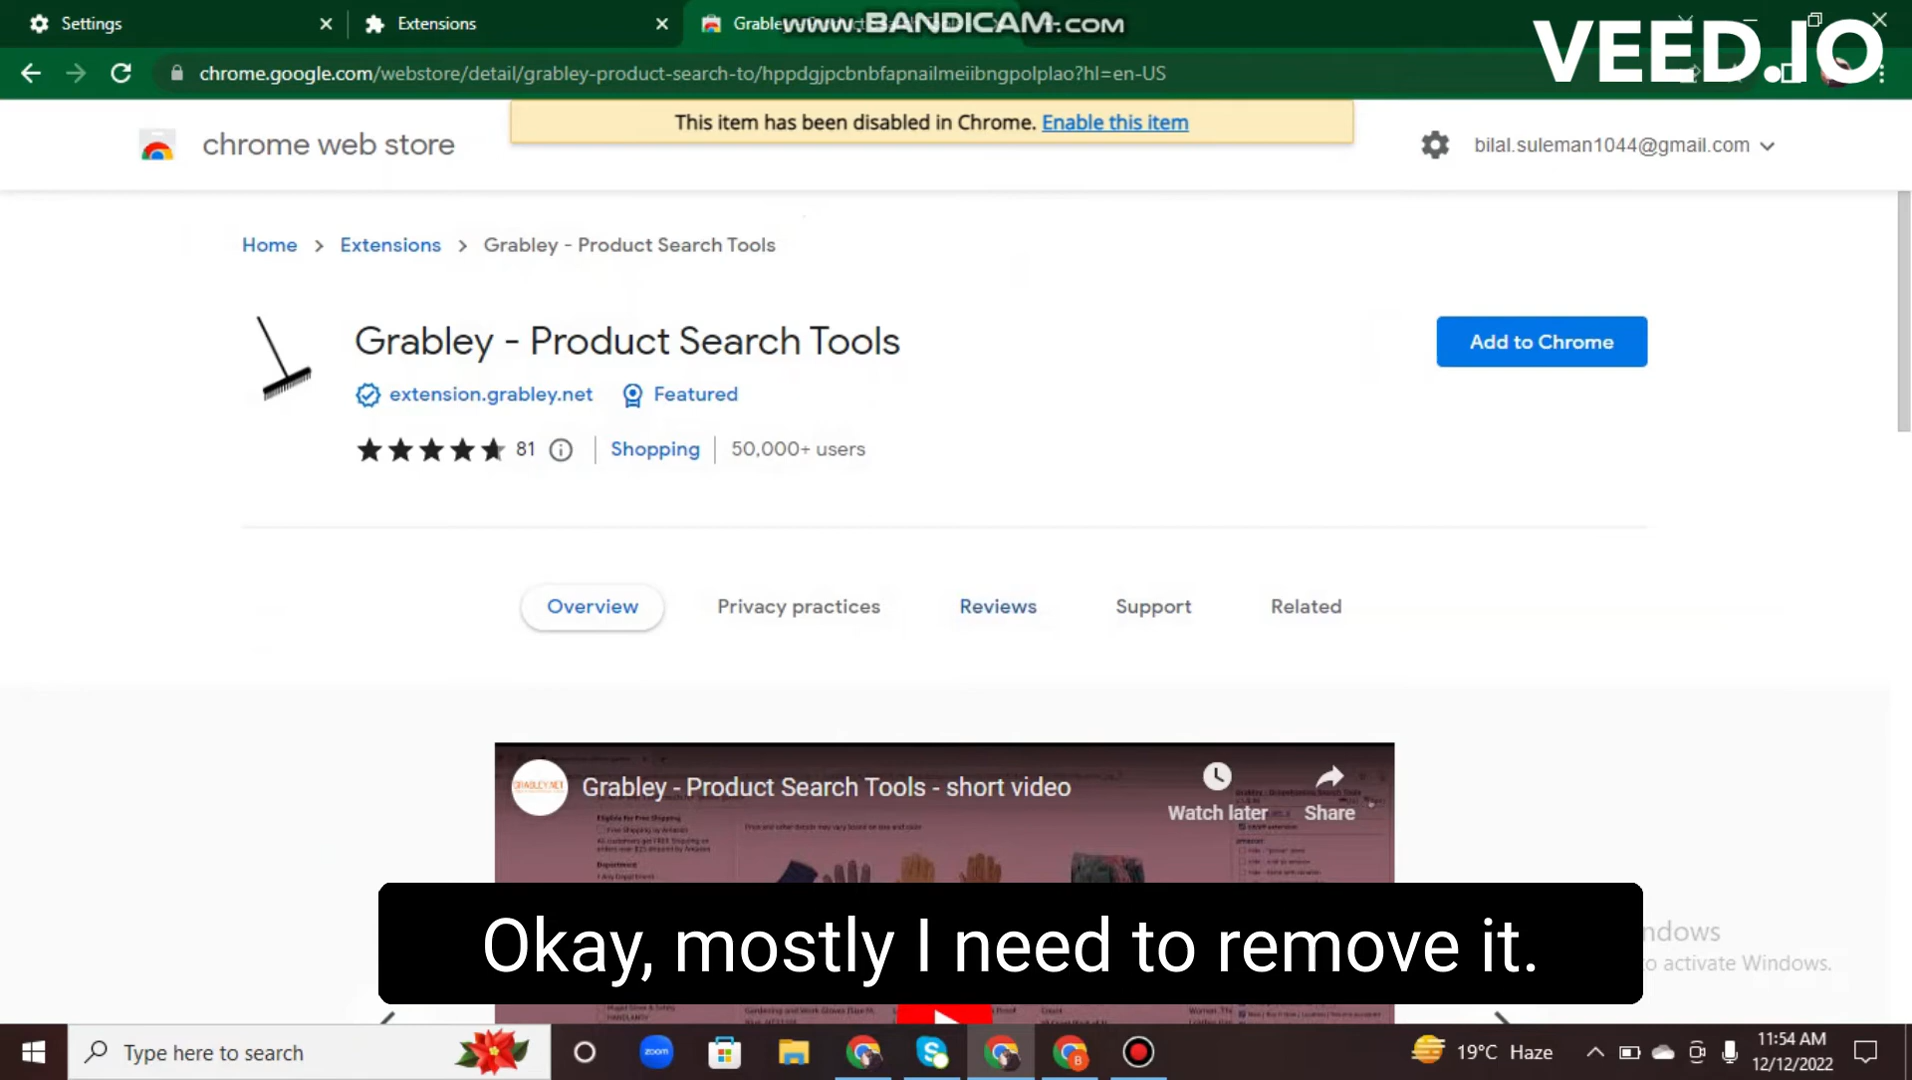 Settings
Extensions
Grabley
www.BANDICAM.com
VEED.IO
chrome.google.com/webstore/detail/grabley-product-search-to/hppdgjpcbnbfapnailmeiibngpolplao?hl=en-US
This item has been disabled in Chrome. Enable this item
chrome web store
bilal.suleman1044@gmail.com
Home > Extensions > Grabley - Product Search Tools
Grabley - Product Search Tools
Add to Chrome
extension.grabley.net Featured
81 Shopping 50,000+ users
Overview Privacy practices Reviews Support Related
GRABLEY.NET
Grabley - Product Search Tools - short video
Watch later Share
Okay, mostly I need to remove it.
ndows
o activate Windows.
Type here to search
zoom
B
19°C Haze
11:54 AM
12/12/2022